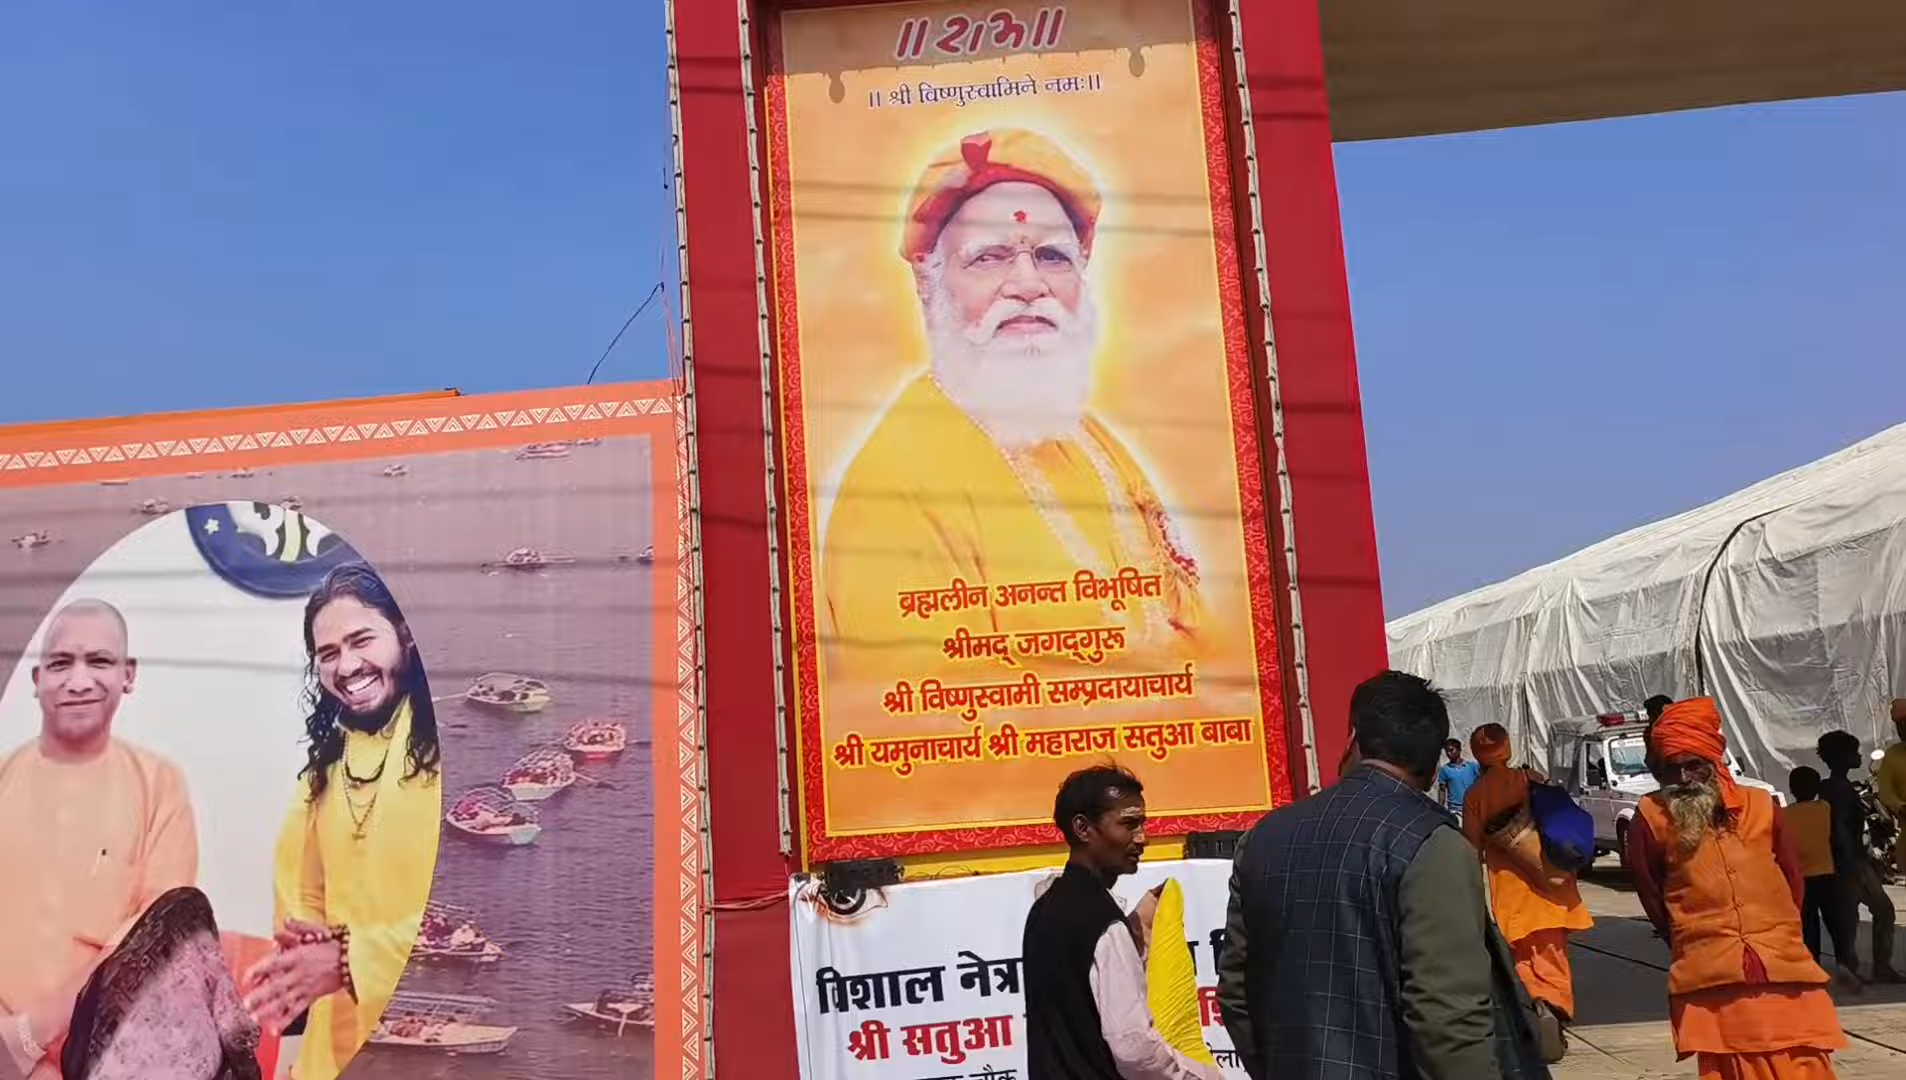 ॥ રામ ॥
॥ श्री विष्णुस्वामिने नमः॥
ब्रह्मलीन अनन्त विभूषित
श्रीमद् जगद्‌गुरू
श्री विष्णुस्वामी सम्प्रदायाचार्य
श्री यमुनाचार्य श्री महाराज सतुआ बाबा
विशाल नेत्र
श्री सतुआ
चौक